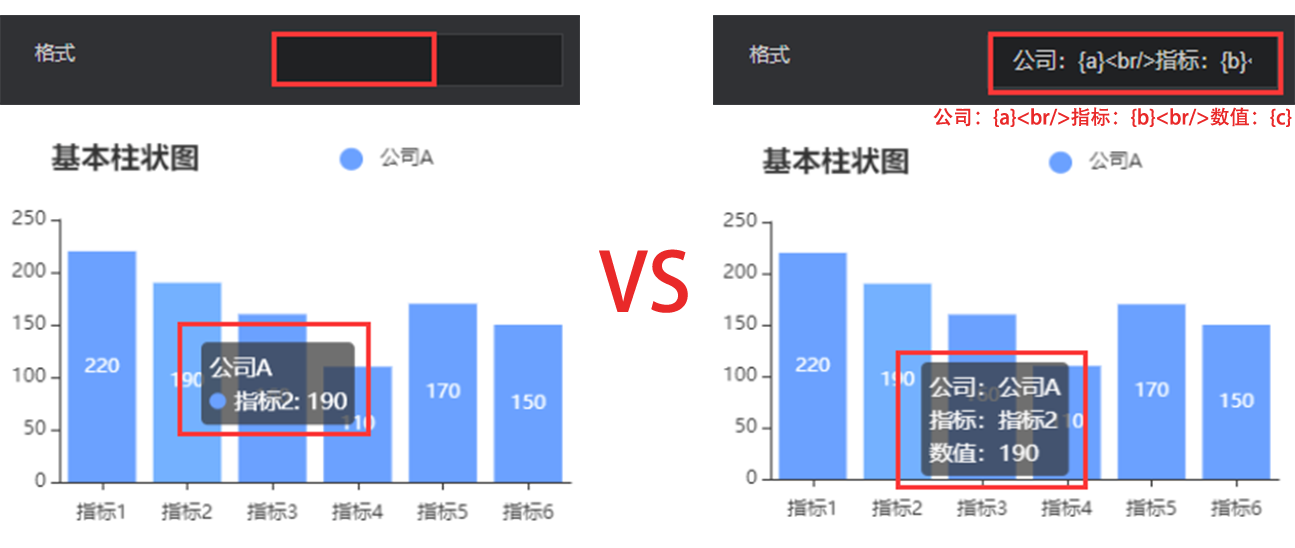 格式
基本柱状图
公司A
250
200
150
100
50
0
220
190
110
170
150
公司A
指标2: 190
指标1 指标2 指标3 指标4 指标5 指标6
VS
格式
公司：{a}<br/>指标：{b}<
公司：{a}<br/>指标：{b}<br/>数值：{c}
基本柱状图
公司A
250
200
150
100
50
0
220
190
170
150
公司：公司A
指标：指标2
数值：190
指标1 指标2 指标3 指标4 指标5 指标6